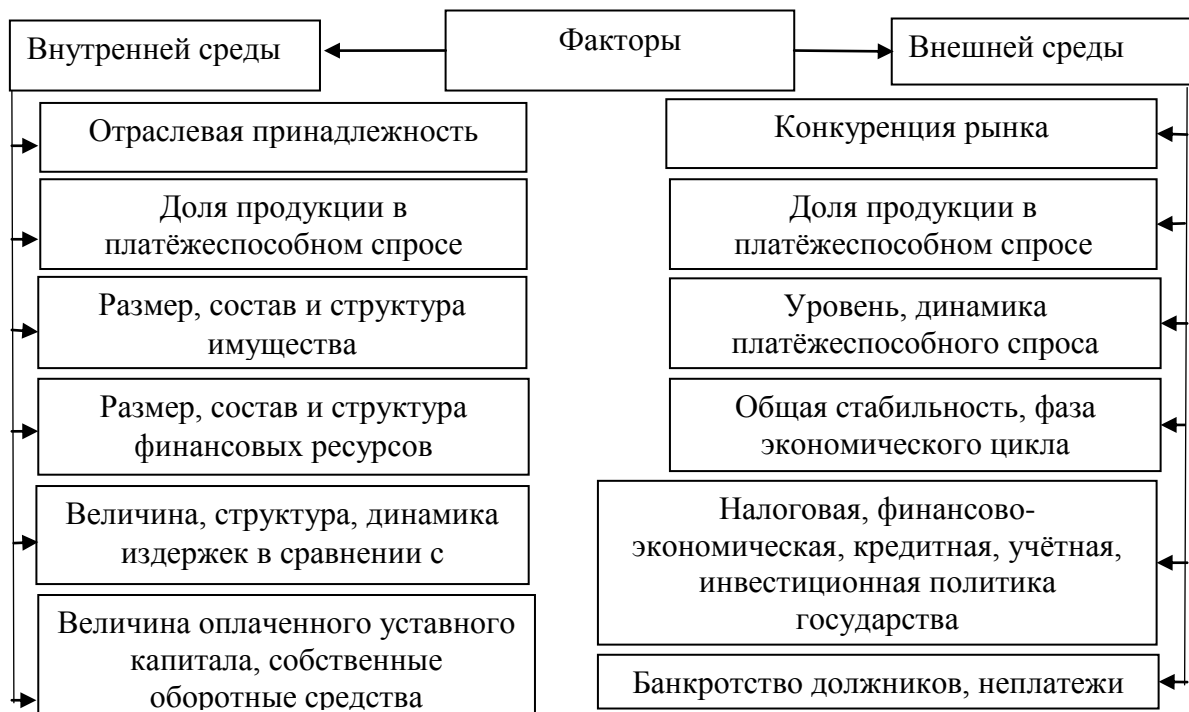 Факторы
Внутренней среды
Внешней среды
Отраслевая принадлежность
Доля продукции в
платёжеспособном спросе
Размер, состав и структура
имущества
Размер, состав и структура
финансовых ресурсов
Величина, структура, динамика
издержек в сравнении с
Величина оплаченного уставного
капитала, собственные
оборотные средства
Конкуренция рынка
Доля продукции в
платёжеспособном спросе
Уровень, динамика
платёжеспособного спроса
Общая стабильность, фаза
экономического цикла
Налоговая, финансово-
экономическая, кредитная, учётная,
инвестиционная политика
государства
Банкротство должников, неплатежи